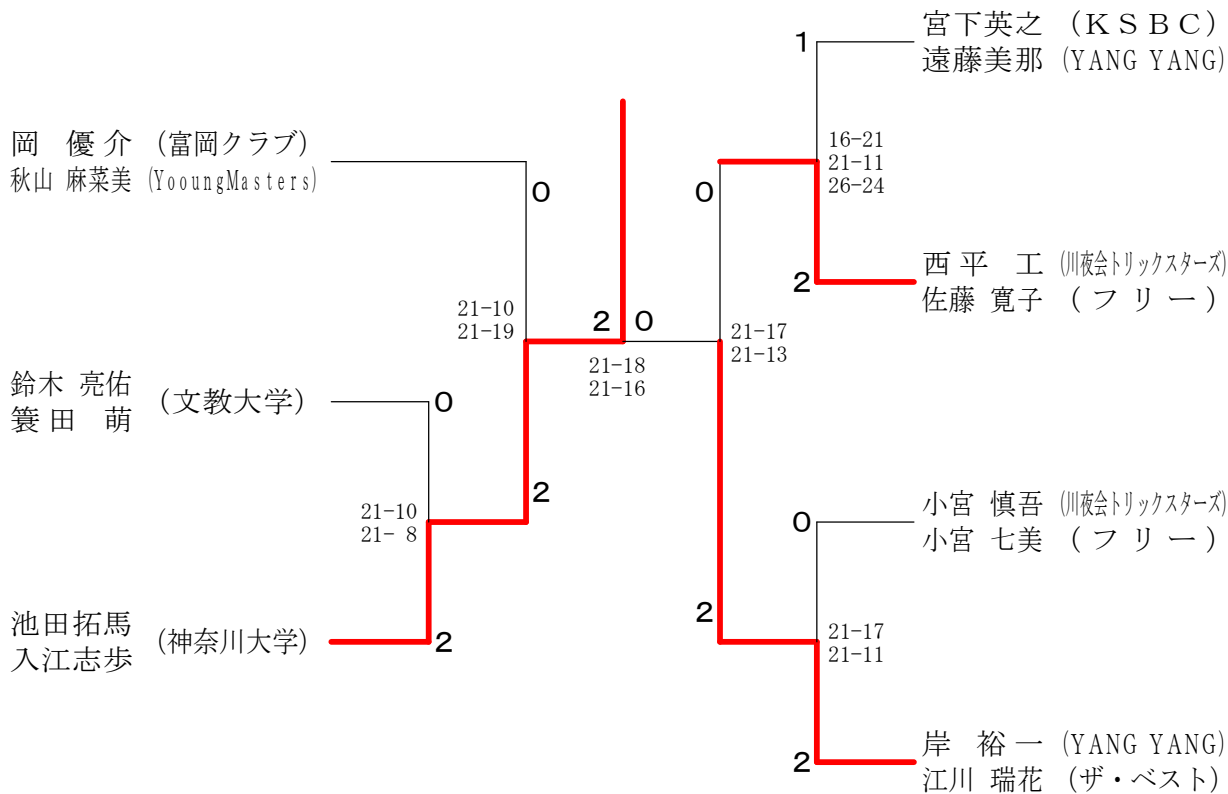 岡 優介 (富岡クラブ)
秋山 麻菜美 (YooungMasters)
0
21-10
21-19
鈴木 亮佑
簑田 萌
(文教大学)
0
2
21-10
21- 8
池田拓馬
入江志歩
(神奈川大学)
2
2 0
21-18
21-16
宮下英之 (KSBC)
遠藤美那 (YANG YANG)
1
16-21
21-11
26-24
0
西平 工 (川夜会トリックスターズ)
佐藤 寛子 (フリー)
2
21-17
21-13
小宮 慎吾 (川夜会トリックスターズ)
小宮 七美 (フリー)
0
2
21-17
21-11
岸 裕一 (YANG YANG)
江川 瑞花 (ザ・ベスト)
2